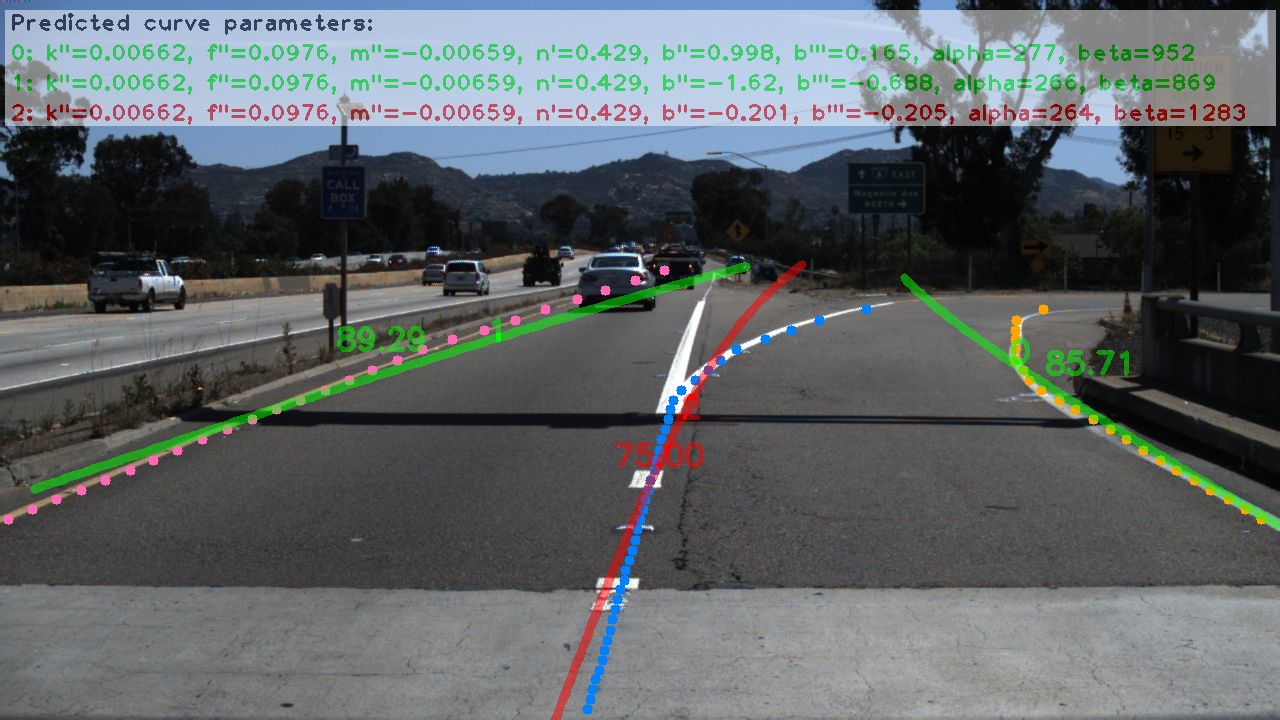 Predicted curve parameters:
0: k''=0.00662, f''=0.0976, m''=−0.00659, n'=0.429, b''=0.998, b'''=0.165, alpha=277, beta=952
1: k''=0.00662, f''=0.0976, m''=−0.00659, n'=0.429, b''=−1.62, b'''=−0.688, alpha=266, beta=869
2: k''=0.00662, f''=0.0976, m''=−0.00659, n'=0.429, b''=−0.201, b'''=−0.205, alpha=264, beta=1283
15' 3"
CALL
BOX
8 EAST
Magnolia Ave
NORTH
89.29
1
0
85.71
75.00